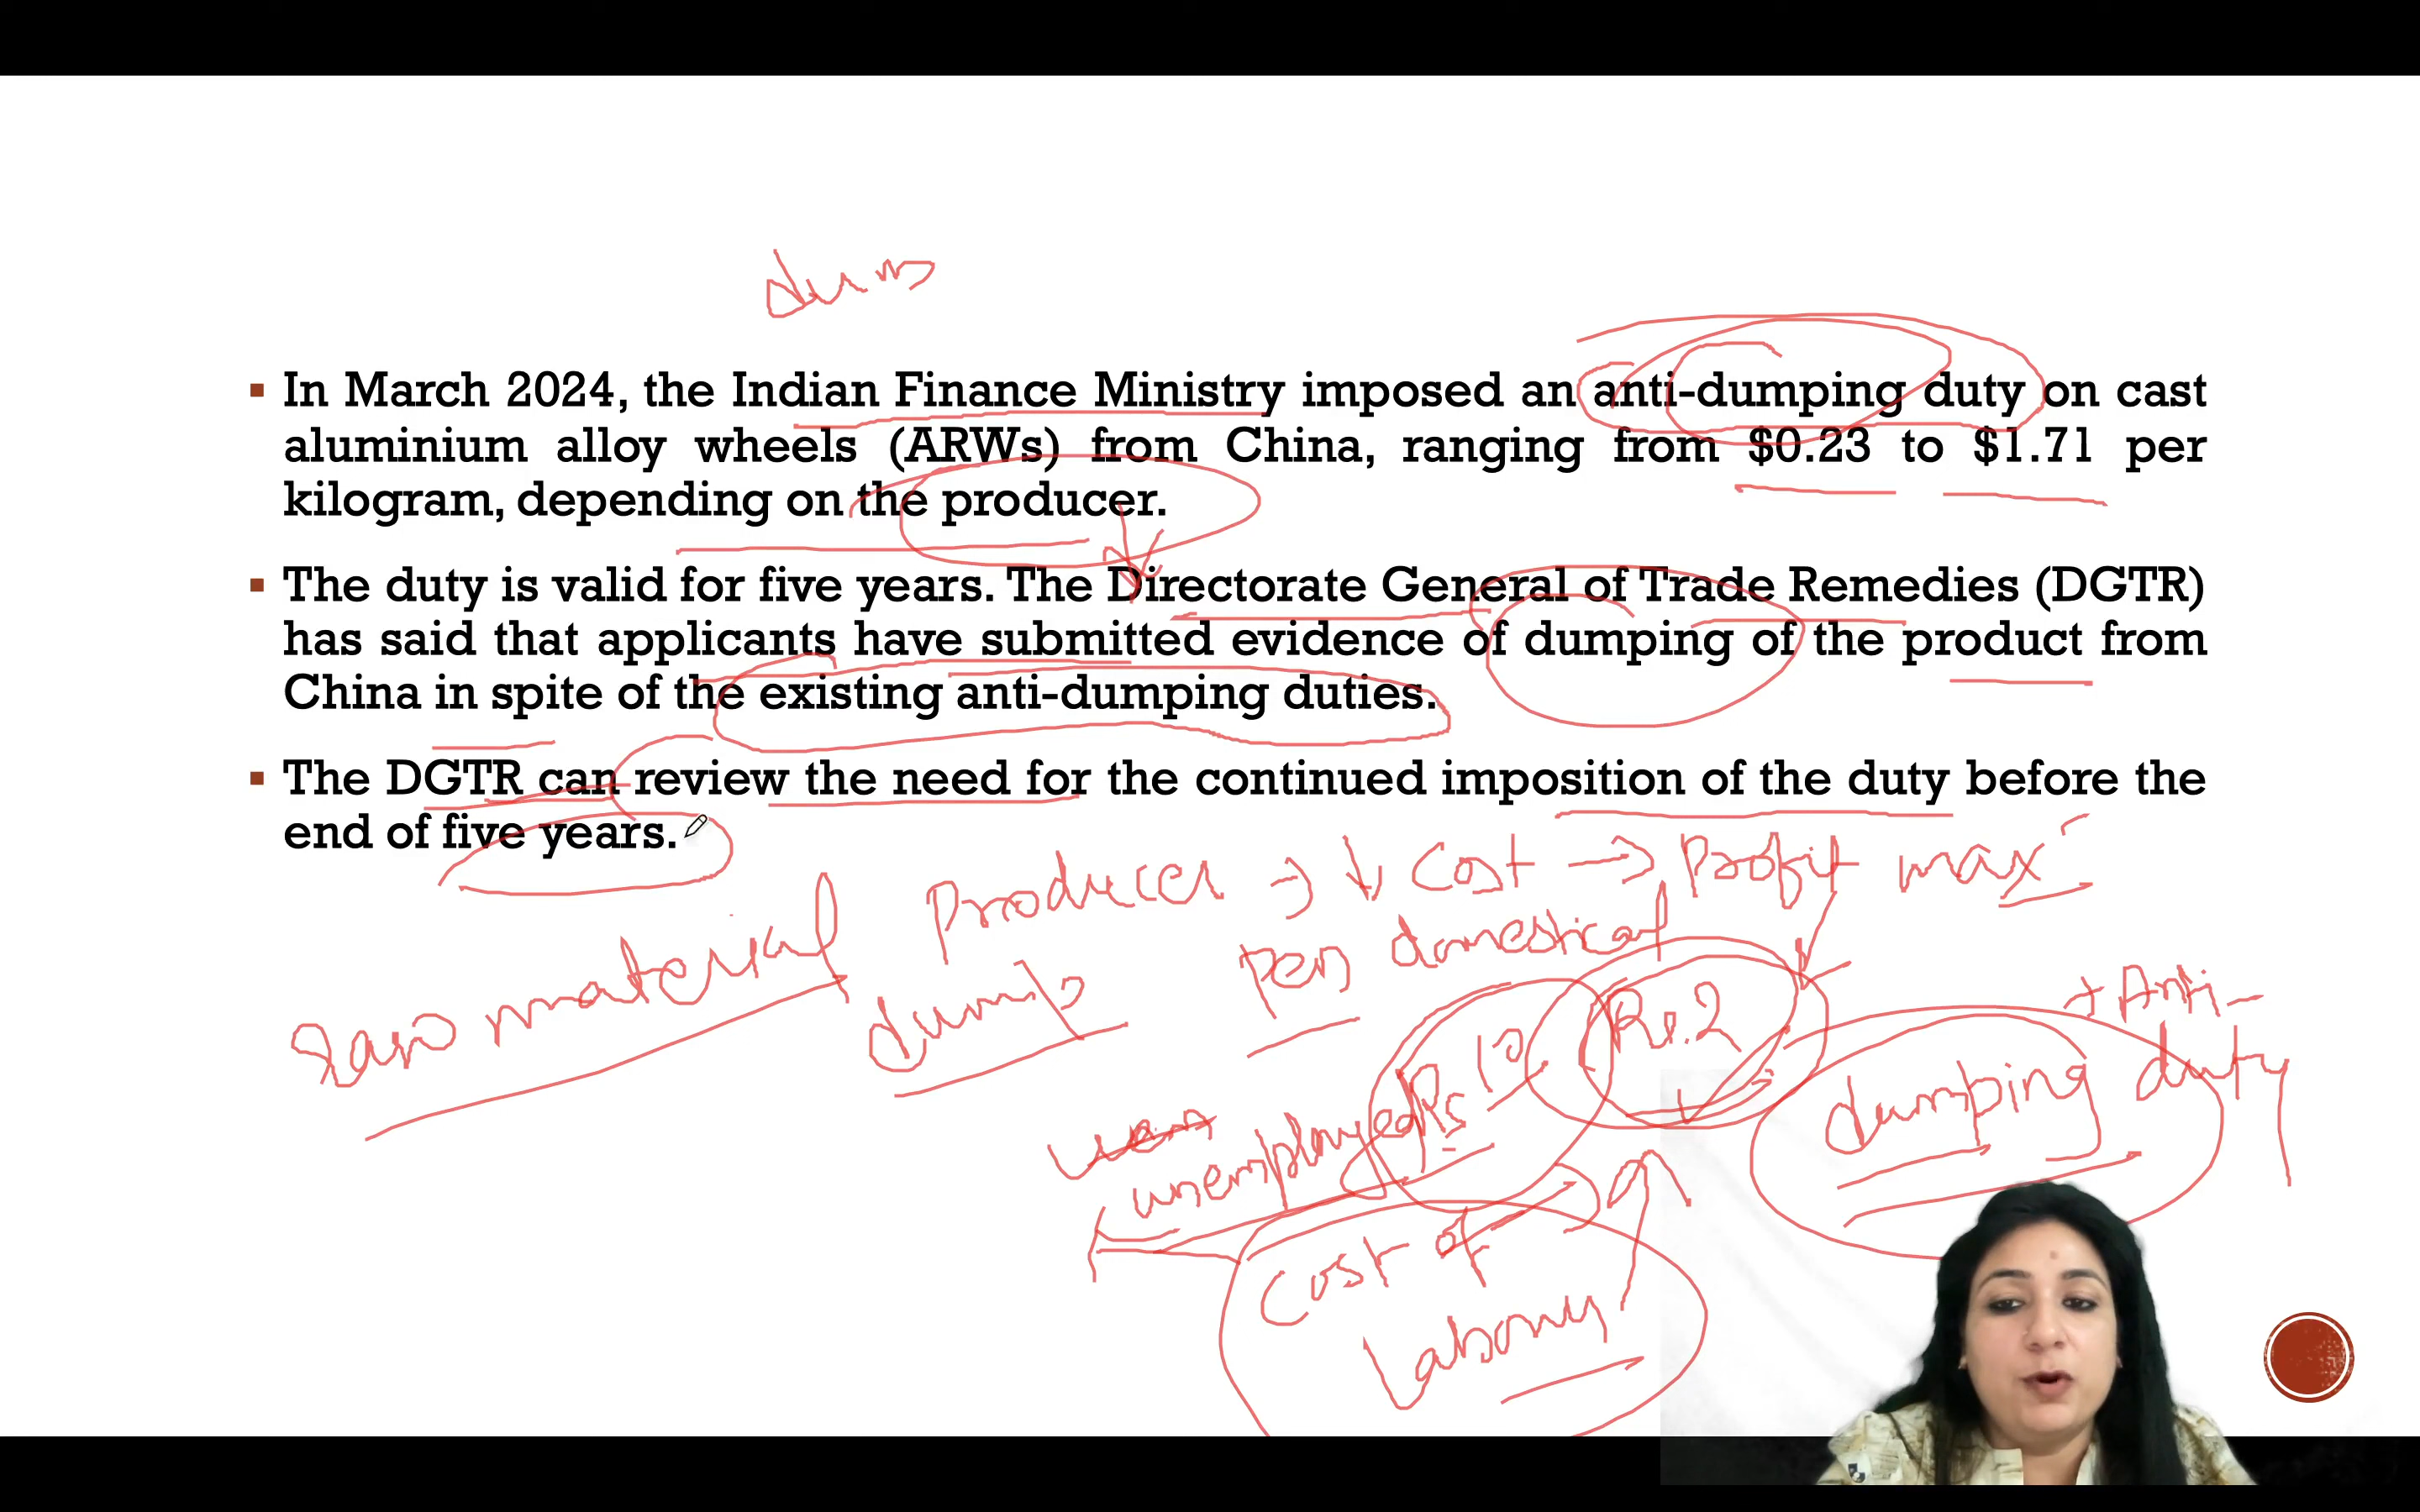 dum
▪ In March 2024, the Indian Finance Ministry imposed an anti-dumping duty on cast
aluminium alloy wheels (ARWs) from China, ranging from $0.23 to $1.71 per
kilogram, depending on the producer.
▪ The duty is valid for five years. The Directorate General of Trade Remedies (DGTR)
has said that applicants have submitted evidence of dumping of the product from
China in spite of the existing anti-dumping duties.
▪ The DGTR can review the need for the continued imposition of the duty before the
end of five years.
Producer → ↓ Cost → Profit max
raw material dump Pen domestical
Rs 10 Re.2 + Anti-
dumping duty
unemployed
Cost of
Labour